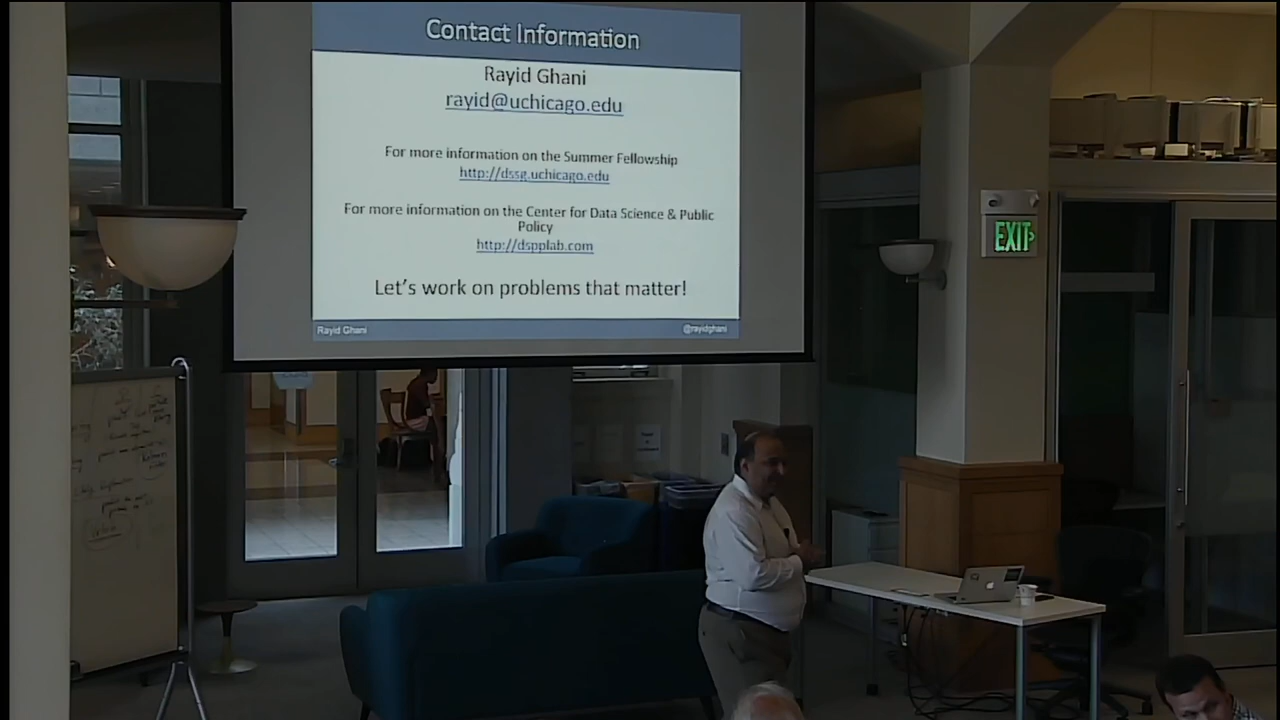 Contact Information
Rayid Ghani
rayid@uchicago.edu
For more information on the Summer Fellowship
http://dssg.uchicago.edu
For more information on the Center for Data Science & Public
Policy
http://dspplab.com
Let's work on problems that matter!
Rayid Ghani
@rayidghani
EXIT